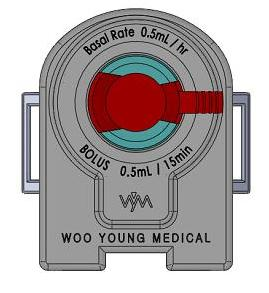 Basal Rate 0.5mL / hr
BOLUS 0.5mL / 15min
WYM
WOO YOUNG MEDICAL